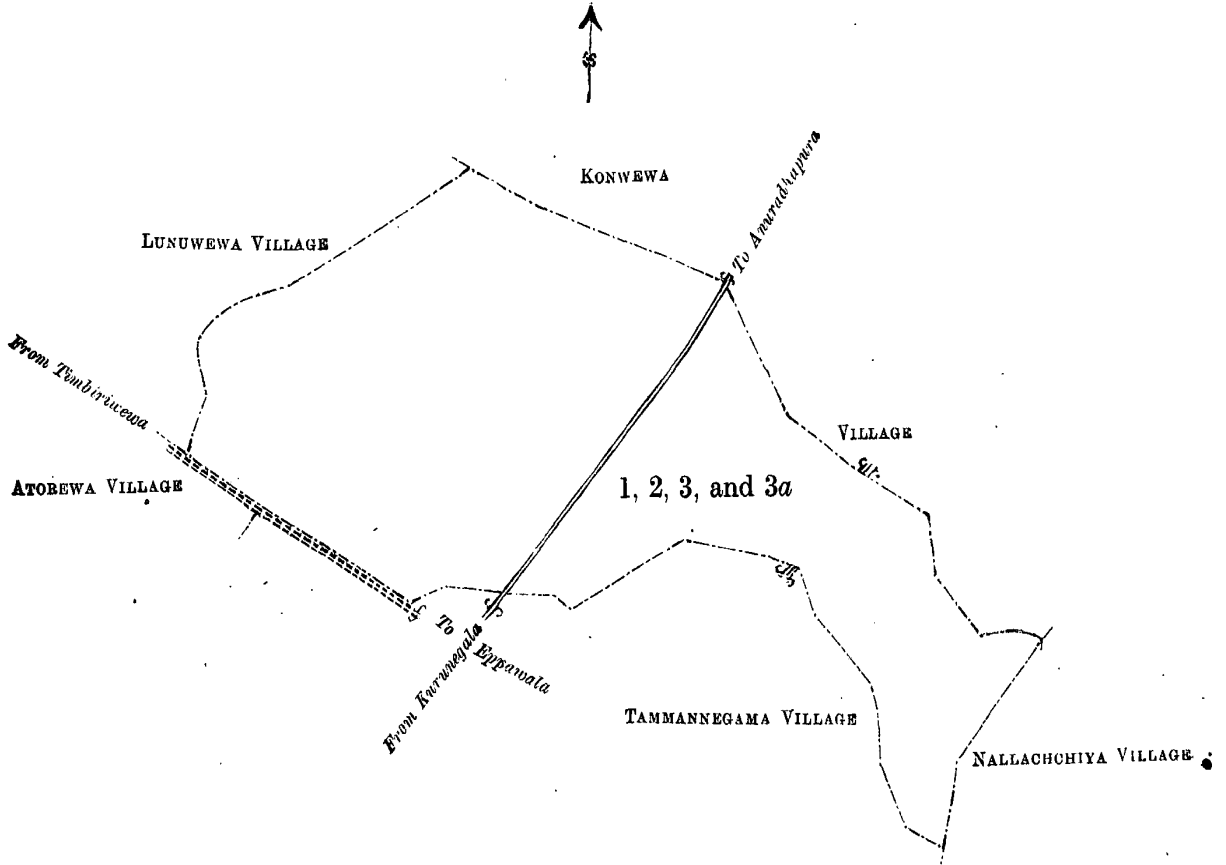 KONWEWA
To Anuradhapura
LUNUWEWA VILLAGE
From Timbiriwewa
VILLAGE
ATOREWA VILLAGE
1, 2, 3, and 3a
To Eppawala
From Kurunegala
TAMMANNEGAMA VILLAGE
NALLACHCHIYA VILLAGE